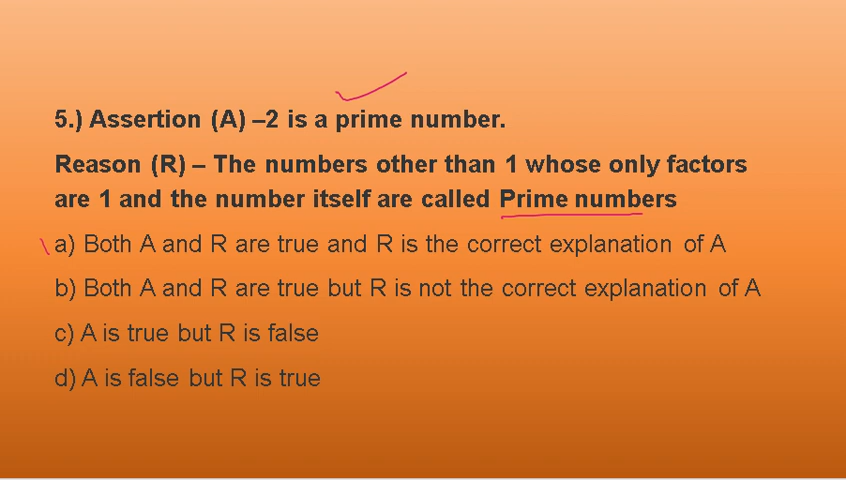 5.) Assertion (A) –2 is a prime number.
Reason (R) – The numbers other than 1 whose only factors
are 1 and the number itself are called Prime numbers
a) Both A and R are true and R is the correct explanation of A
b) Both A and R are true but R is not the correct explanation of A
c) A is true but R is false
d) A is false but R is true